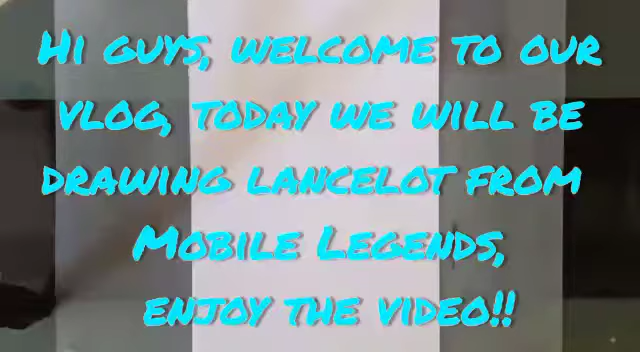 Hi guys, welcome to our
vlog, today we will be
drawing lancelot from
Mobile Legends,
enjoy the video!!